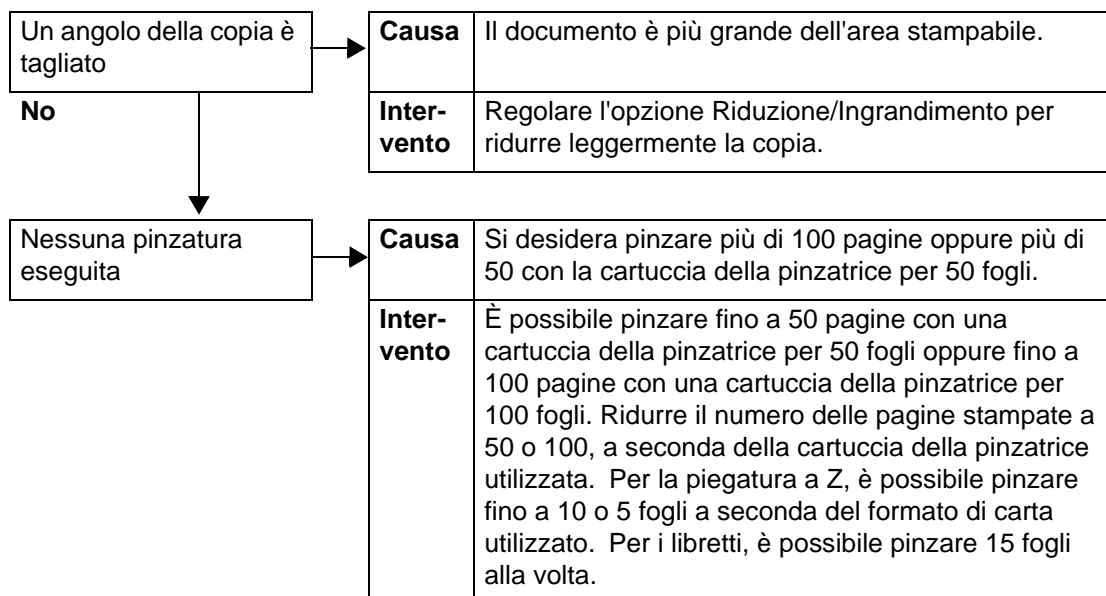 Un angolo della copia è
tagliato
Causa
Il documento è più grande dell'area stampabile.
No
Inter-
vento
Regolare l'opzione Riduzione/Ingrandimento per
ridurre leggermente la copia.
Nessuna pinzatura
eseguita
Causa
Si desidera pinzare più di 100 pagine oppure più di
50 con la cartuccia della pinzatrice per 50 fogli.
Inter-
vento
È possibile pinzare fino a 50 pagine con una
cartuccia della pinzatrice per 50 fogli oppure fino a
100 pagine con una cartuccia della pinzatrice per
100 fogli. Ridurre il numero delle pagine stampate a
50 o 100, a seconda della cartuccia della pinzatrice
utilizzata.  Per la piegatura a Z, è possibile pinzare
fino a 10 o 5 fogli a seconda del formato di carta
utilizzato.  Per i libretti, è possibile pinzare 15 fogli
alla volta.